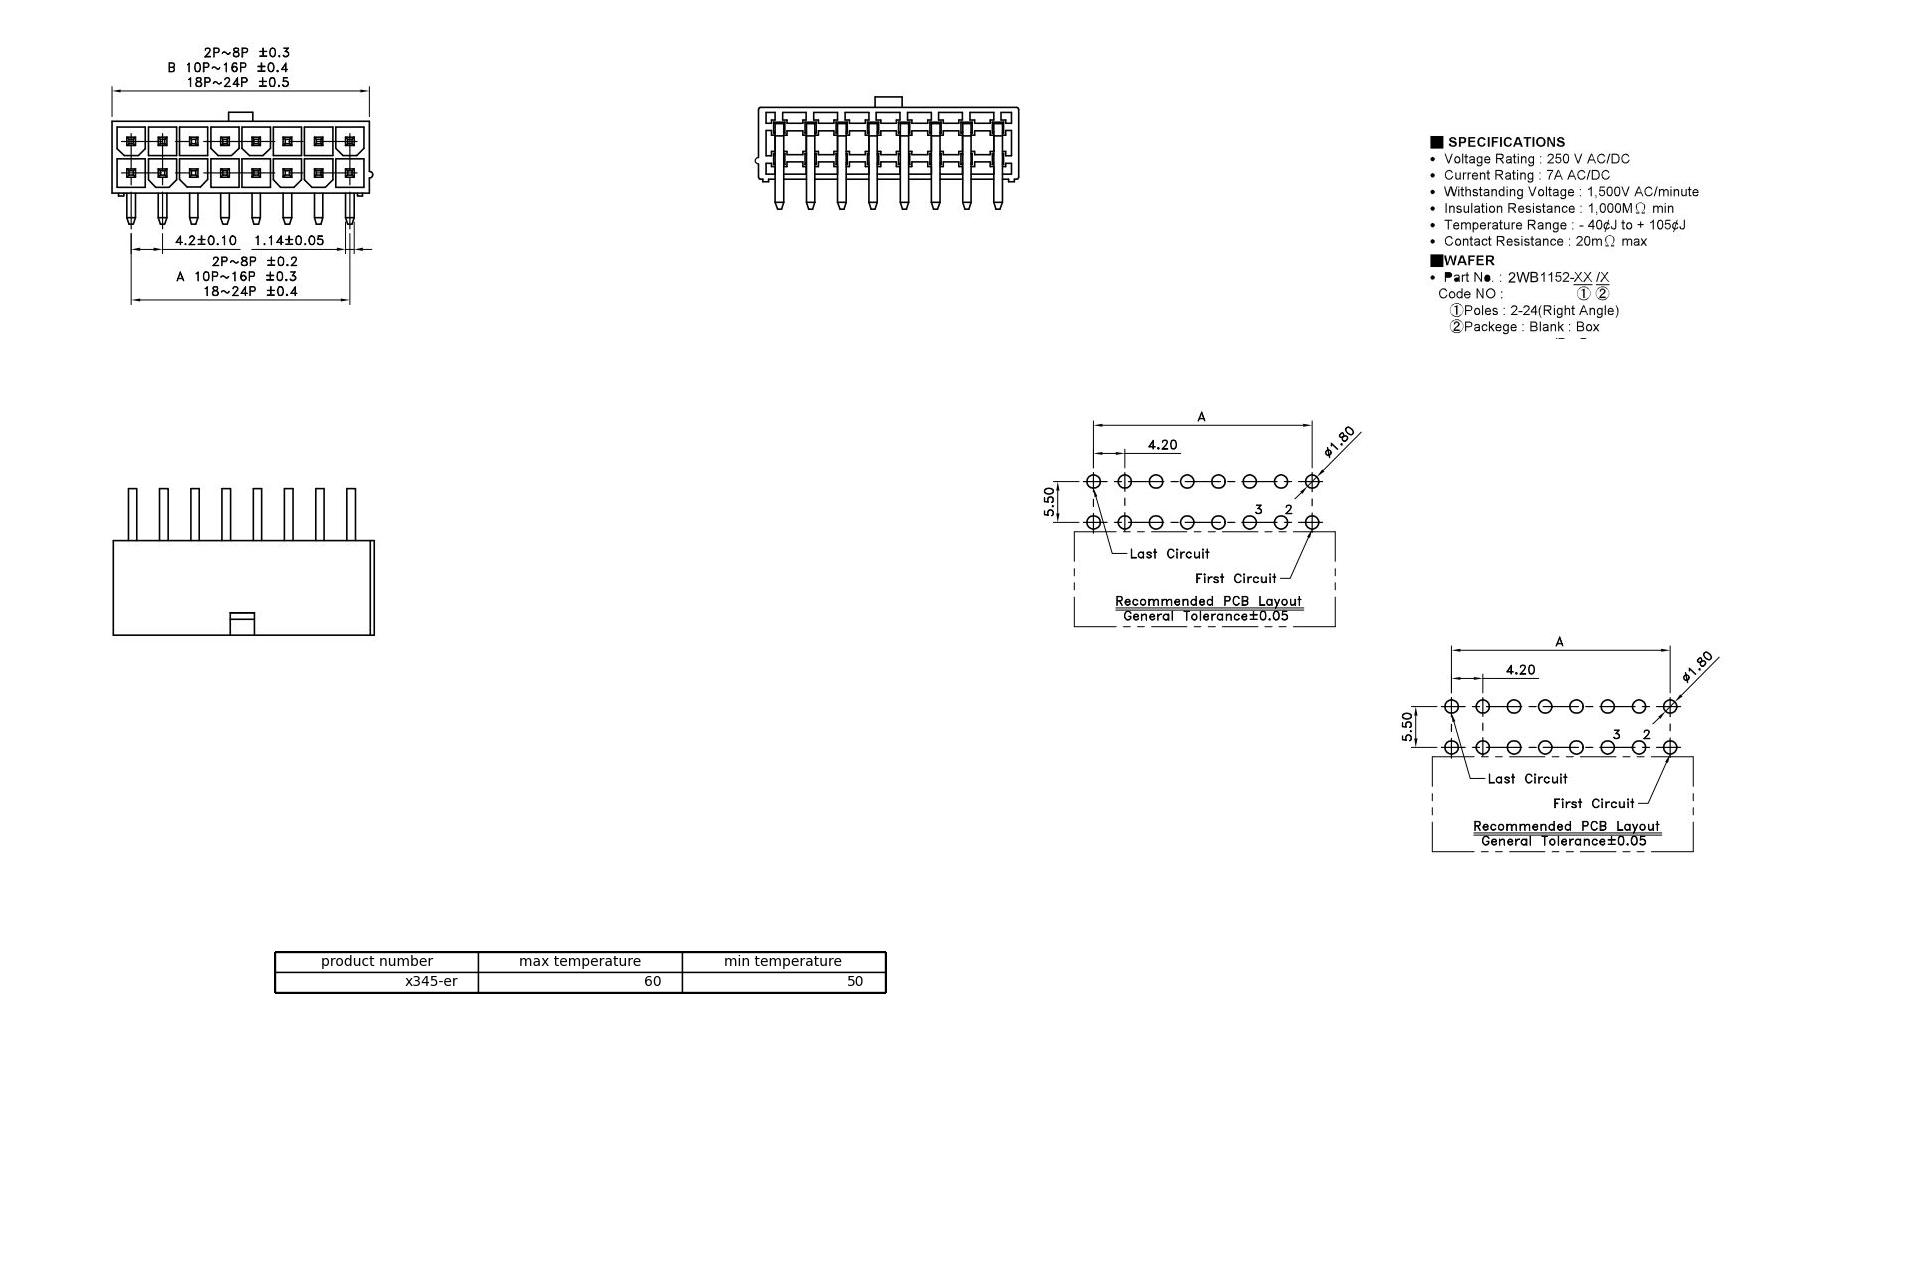 2P~8P ±0.3
B 10P~16P ±0.4
18P~24P ±0.5
4.2±0.10 1.14±0.05
2P~8P ±0.2
A 10P~16P ±0.3
18~24P ±0.4
■ SPECIFICATIONS
• Voltage Rating : 250 V AC/DC
• Current Rating : 7A AC/DC
• Withstanding Voltage : 1,500V AC/minute
• Insulation Resistance : 1,000MΩ min
• Temperature Range : - 40¢J to + 105¢J
• Contact Resistance : 20mΩ max
■WAFER
• Part No. : 2WB1152-XX /X
Code NO : ① ②
①Poles : 2-24(Right Angle)
②Packege : Blank : Box
A
4.20
ø1.80
5.50
3 2
Last Circuit
First Circuit
Recommended PCB Layout
General Tolerance±0.05
A
4.20
ø1.80
5.50
3 2
Last Circuit
First Circuit
Recommended PCB Layout
General Tolerance±0.05
product number max temperature min temperature
x345-er 60 50